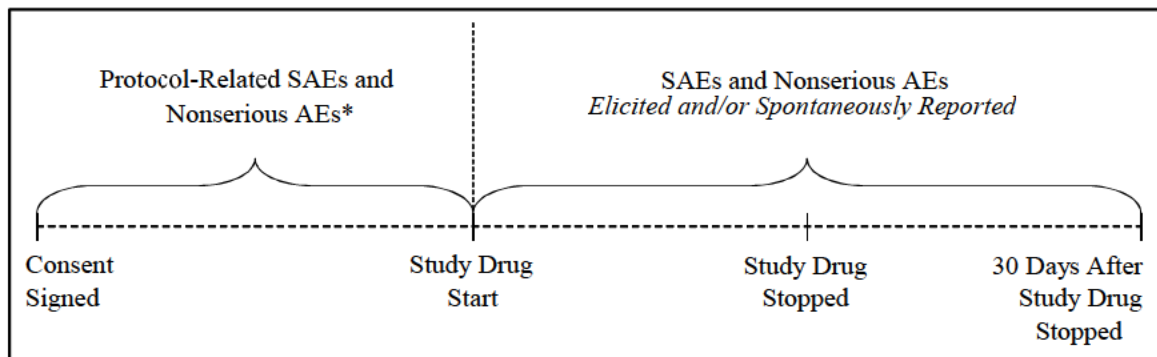 Protocol-Related SAEs and
Nonserious AEs*
SAEs and Nonserious AEs
Elicited and/or Spontaneously Reported
Consent
Signed
Study Drug
Start
Study Drug
Stopped
30 Days After
Study Drug
Stopped